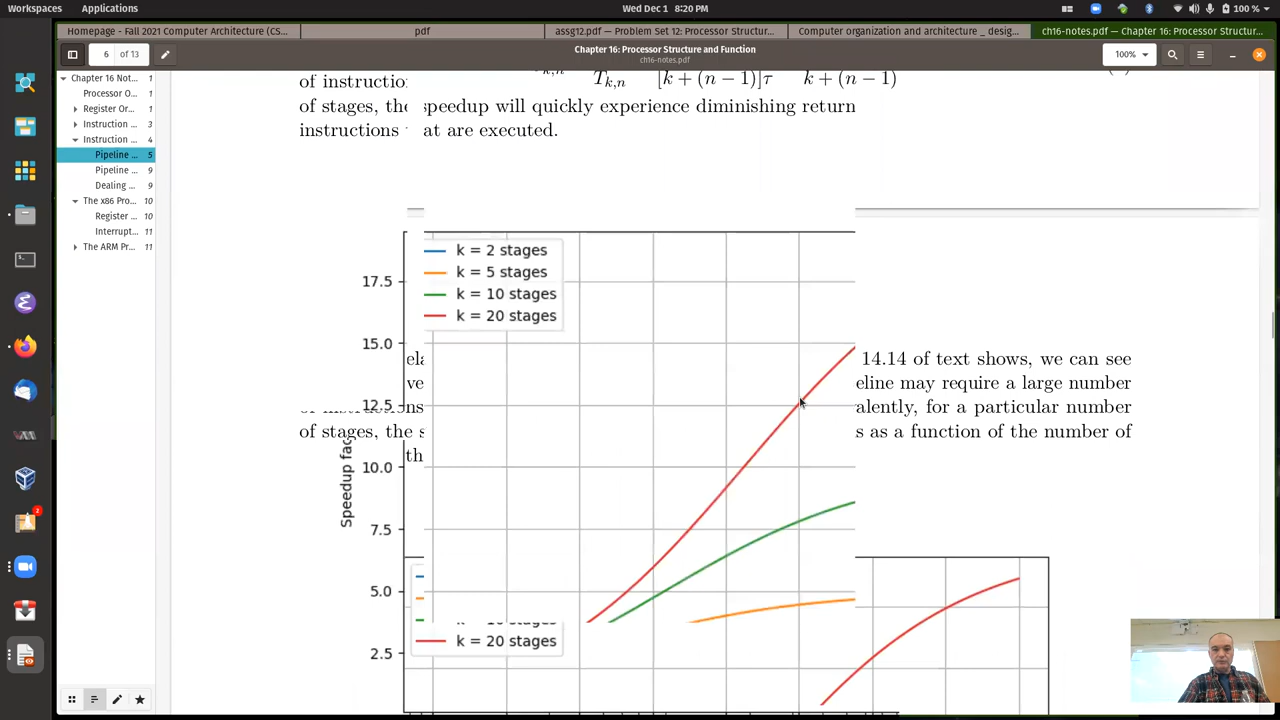 Workspaces Applications Wed Dec 1 8:20 PM 100 %
Homepage - Fall 2021 Computer Architecture (CS... pdf assg12.pdf — Problem Set 12: Processor Structur... Computer organization and architecture _ desig... ch16-notes.pdf — Chapter 16: Processor Structur...
6 of 13 Chapter 16: Processor Structure and Function 100%
ch16-notes.pdf
Chapter 16 Not... 1
Processor O... 1
Register Or... 1
Instruction ... 3
Instruction ... 4
Pipeline ... 5
Pipeline ... 9
Dealing ... 9
The x86 Pro... 10
Register ... 10
Interrupt... 11
The ARM Pr... 11
of instructio
T_{k,n} [k + (n − 1)]τ k + (n − 1)
of stages, the speedup will quickly experience diminishing return
instructions at are executed.
k = 2 stages
k = 5 stages
k = 10 stages
k = 20 stages
17.5
15.0
12.5
10.0
7.5
5.0
2.5
Speedup fac
14.14 of text shows, we can see
eline may require a large number
alently, for a particular number
of stages, the s s as a function of the number of
th
k = 20 stages
2